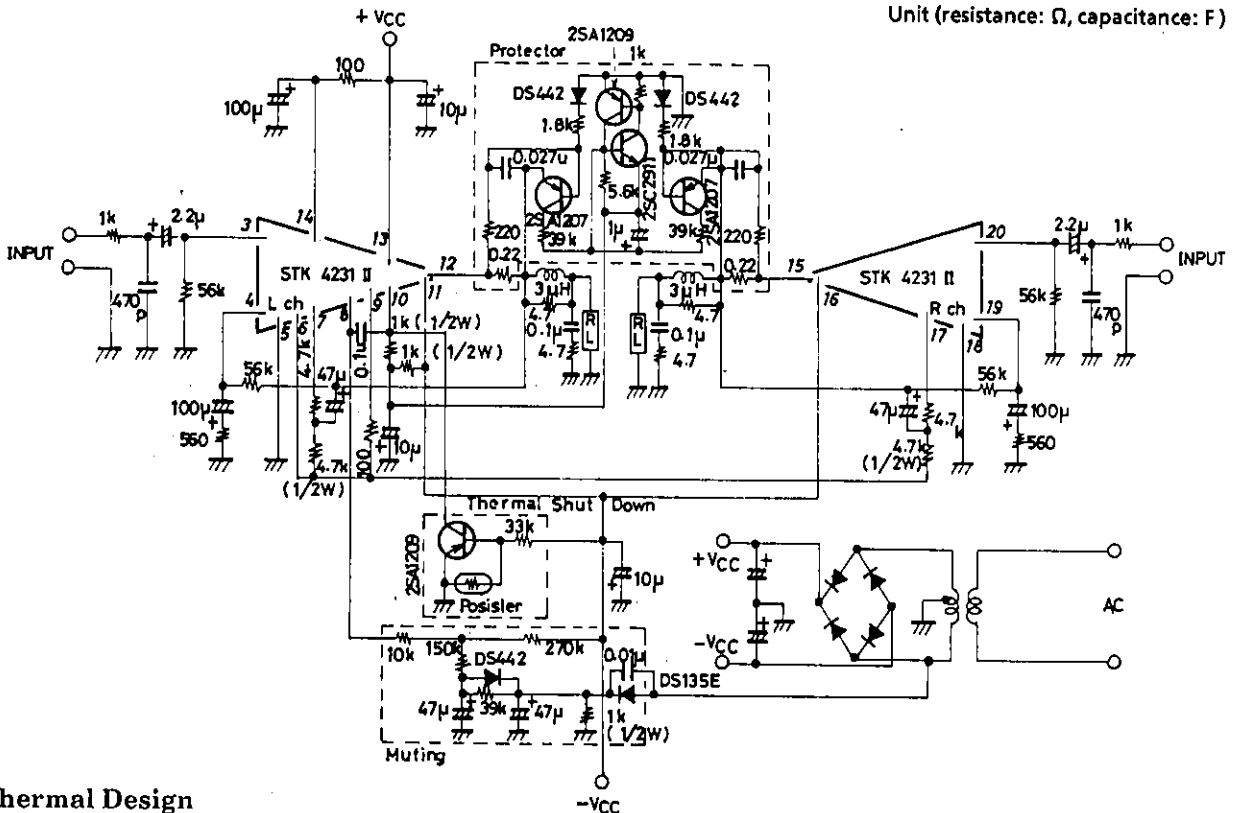 Unit (resistance: Ω, capacitance: F)
+ VCC
2SA1209
Protector
1k
100
100μ
+
10μ
+
DS442
DS442
1.8k
1.8k
0.027u
0.027μ
2SC2911
5.6k
2SA1207
2SA1207
1μ
+
39k
39k
220
220
0.22
0.22
INPUT
1k
+
2.2μ
3
14
13
12
STK 4231 II
L ch
4
5
6
7
8
9
10
11
470
p
56k
15
16
STK 4231 II
R ch
20
19
17
18
2.2μ
+
1k
INPUT
56k
470
p
3μH
3μH
4.7
4.7
0.1μ
0.1μ
4.7
4.7
RL
RL
1k (1/2W)
1k
(1/2W)
0.1μ
4.7k
56k
47μ
+
100μ
+
560
4.7k
(1/2W)
100
+
10μ
56k
47μ
+
4.7
k
4.7k
(1/2W)
100μ
+
560
Thermal Shut Down
33k
2SA1209
Posisler
10μ
+
+VCC
+
+
-VCC
AC
10k
150k
270k
DS442
0.01μ
DS135E
47μ
+
39k
+
47μ
1k
(1/2W)
Muting
-VCC
hermal Design